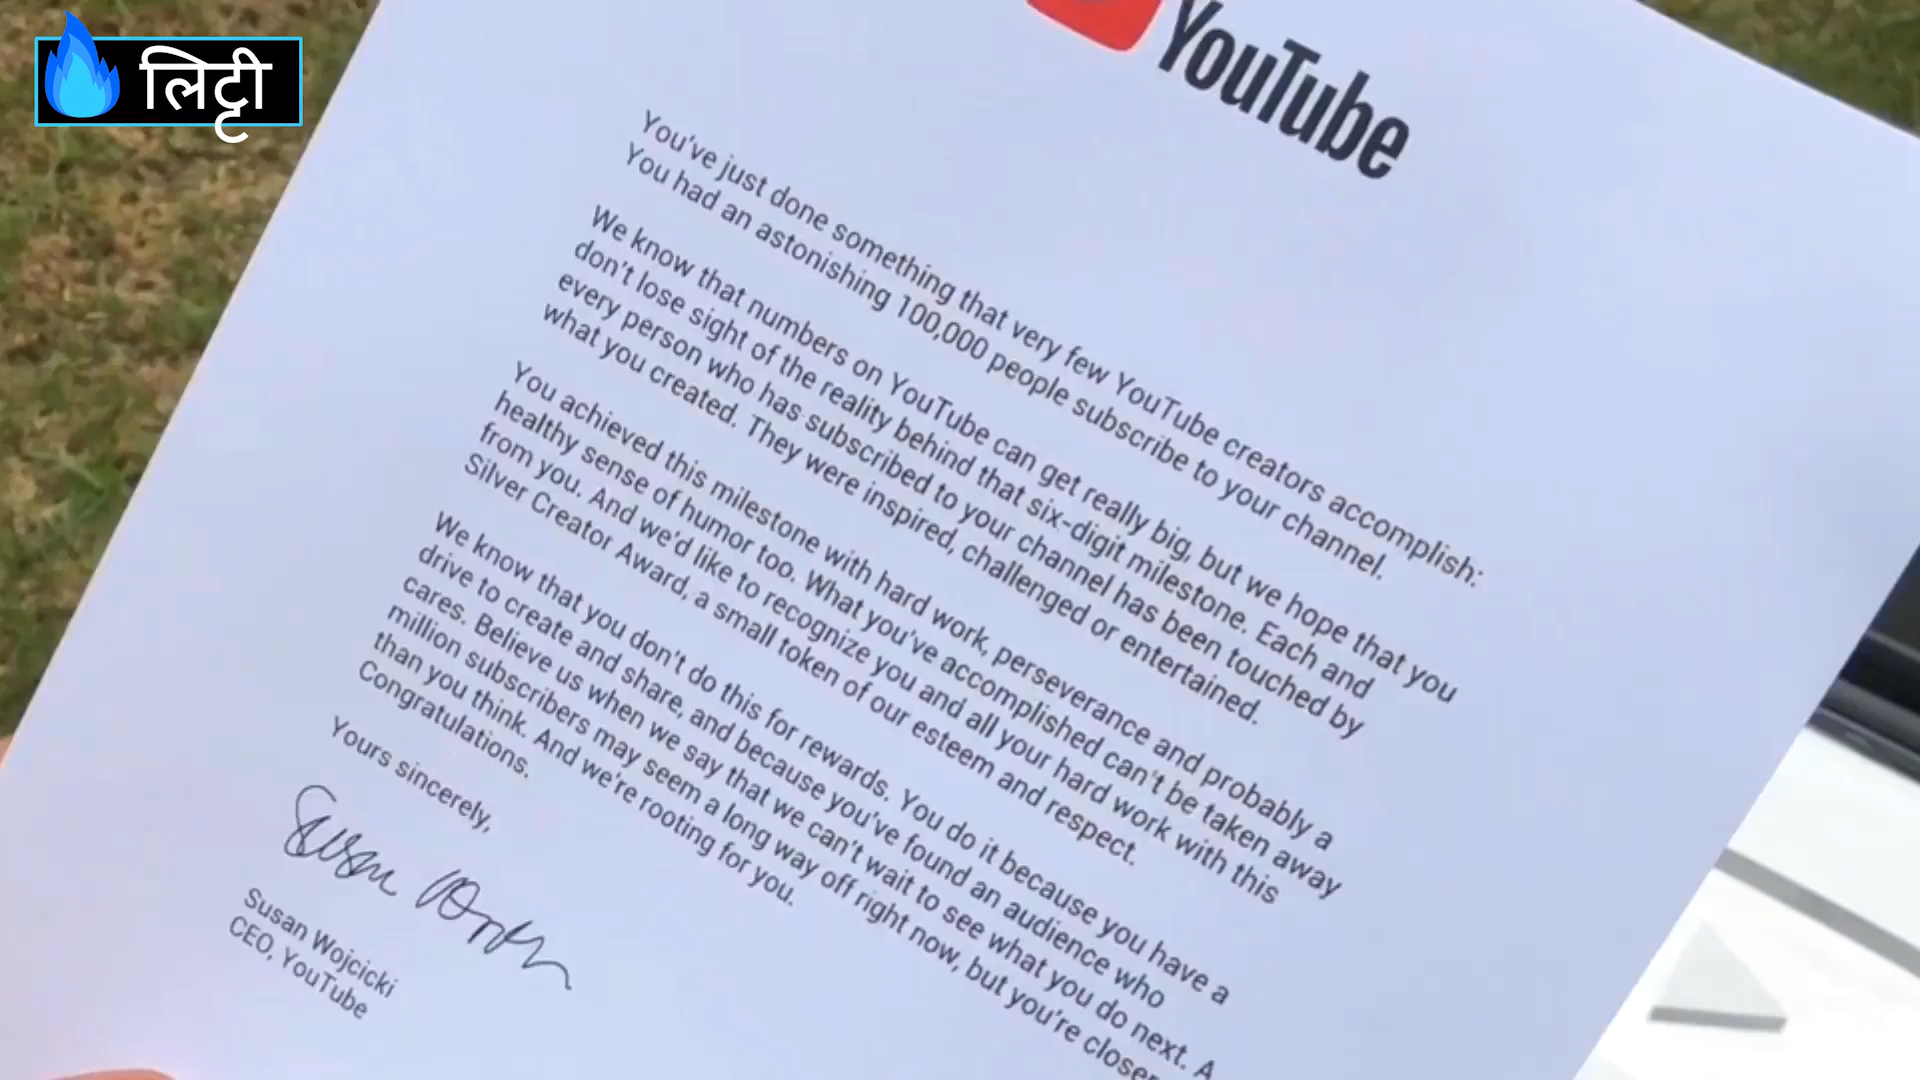 लिट्टी
YouTube
You've just done something that very few YouTube creators accomplish:
You had an astonishing 100,000 people subscribe to your channel.
We know that numbers on YouTube can get really big, but we hope that you
don't lose sight of the reality behind that six-digit milestone. Each and
every person who has subscribed to your channel has been touched by
what you created. They were inspired, challenged or entertained.
You achieved this milestone with hard work, perseverance and probably a
healthy sense of humor too. What you've accomplished can't be taken away
from you. And we'd like to recognize you and all your hard work with this
Silver Creator Award, a small token of our esteem and respect.
We know that you don't do this for rewards. You do it because you have a
drive to create and share, and because you've found an audience who
cares. Believe us when we say that we can't wait to see what you do next. A
million subscribers may seem a long way off right now, but you're closer
than you think. And we're rooting for you.
Congratulations.
Yours sincerely,
Susan Wojcicki
CEO, YouTube